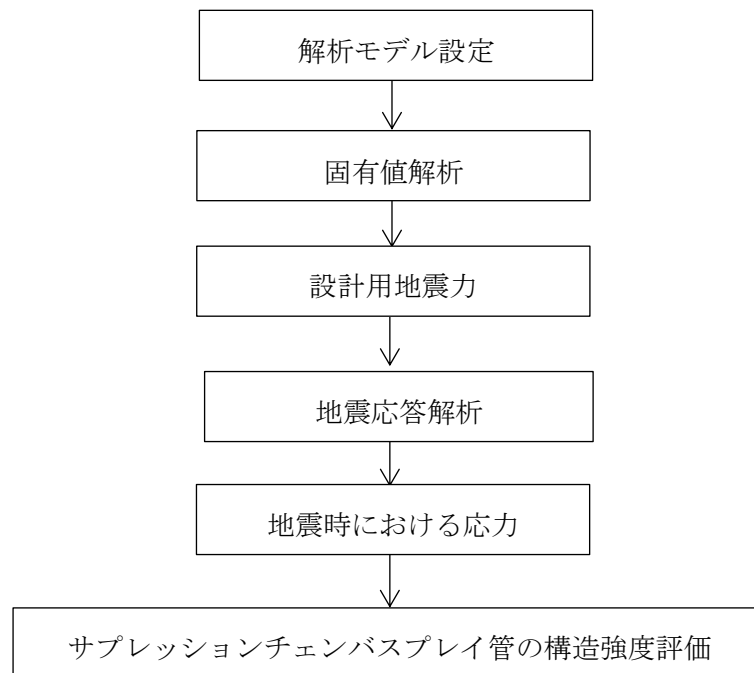 解析モデル設定
固有値解析
設計用地震力
地震応答解析
地震時における応力
サプレッションチェンバスプレイ管の構造強度評価